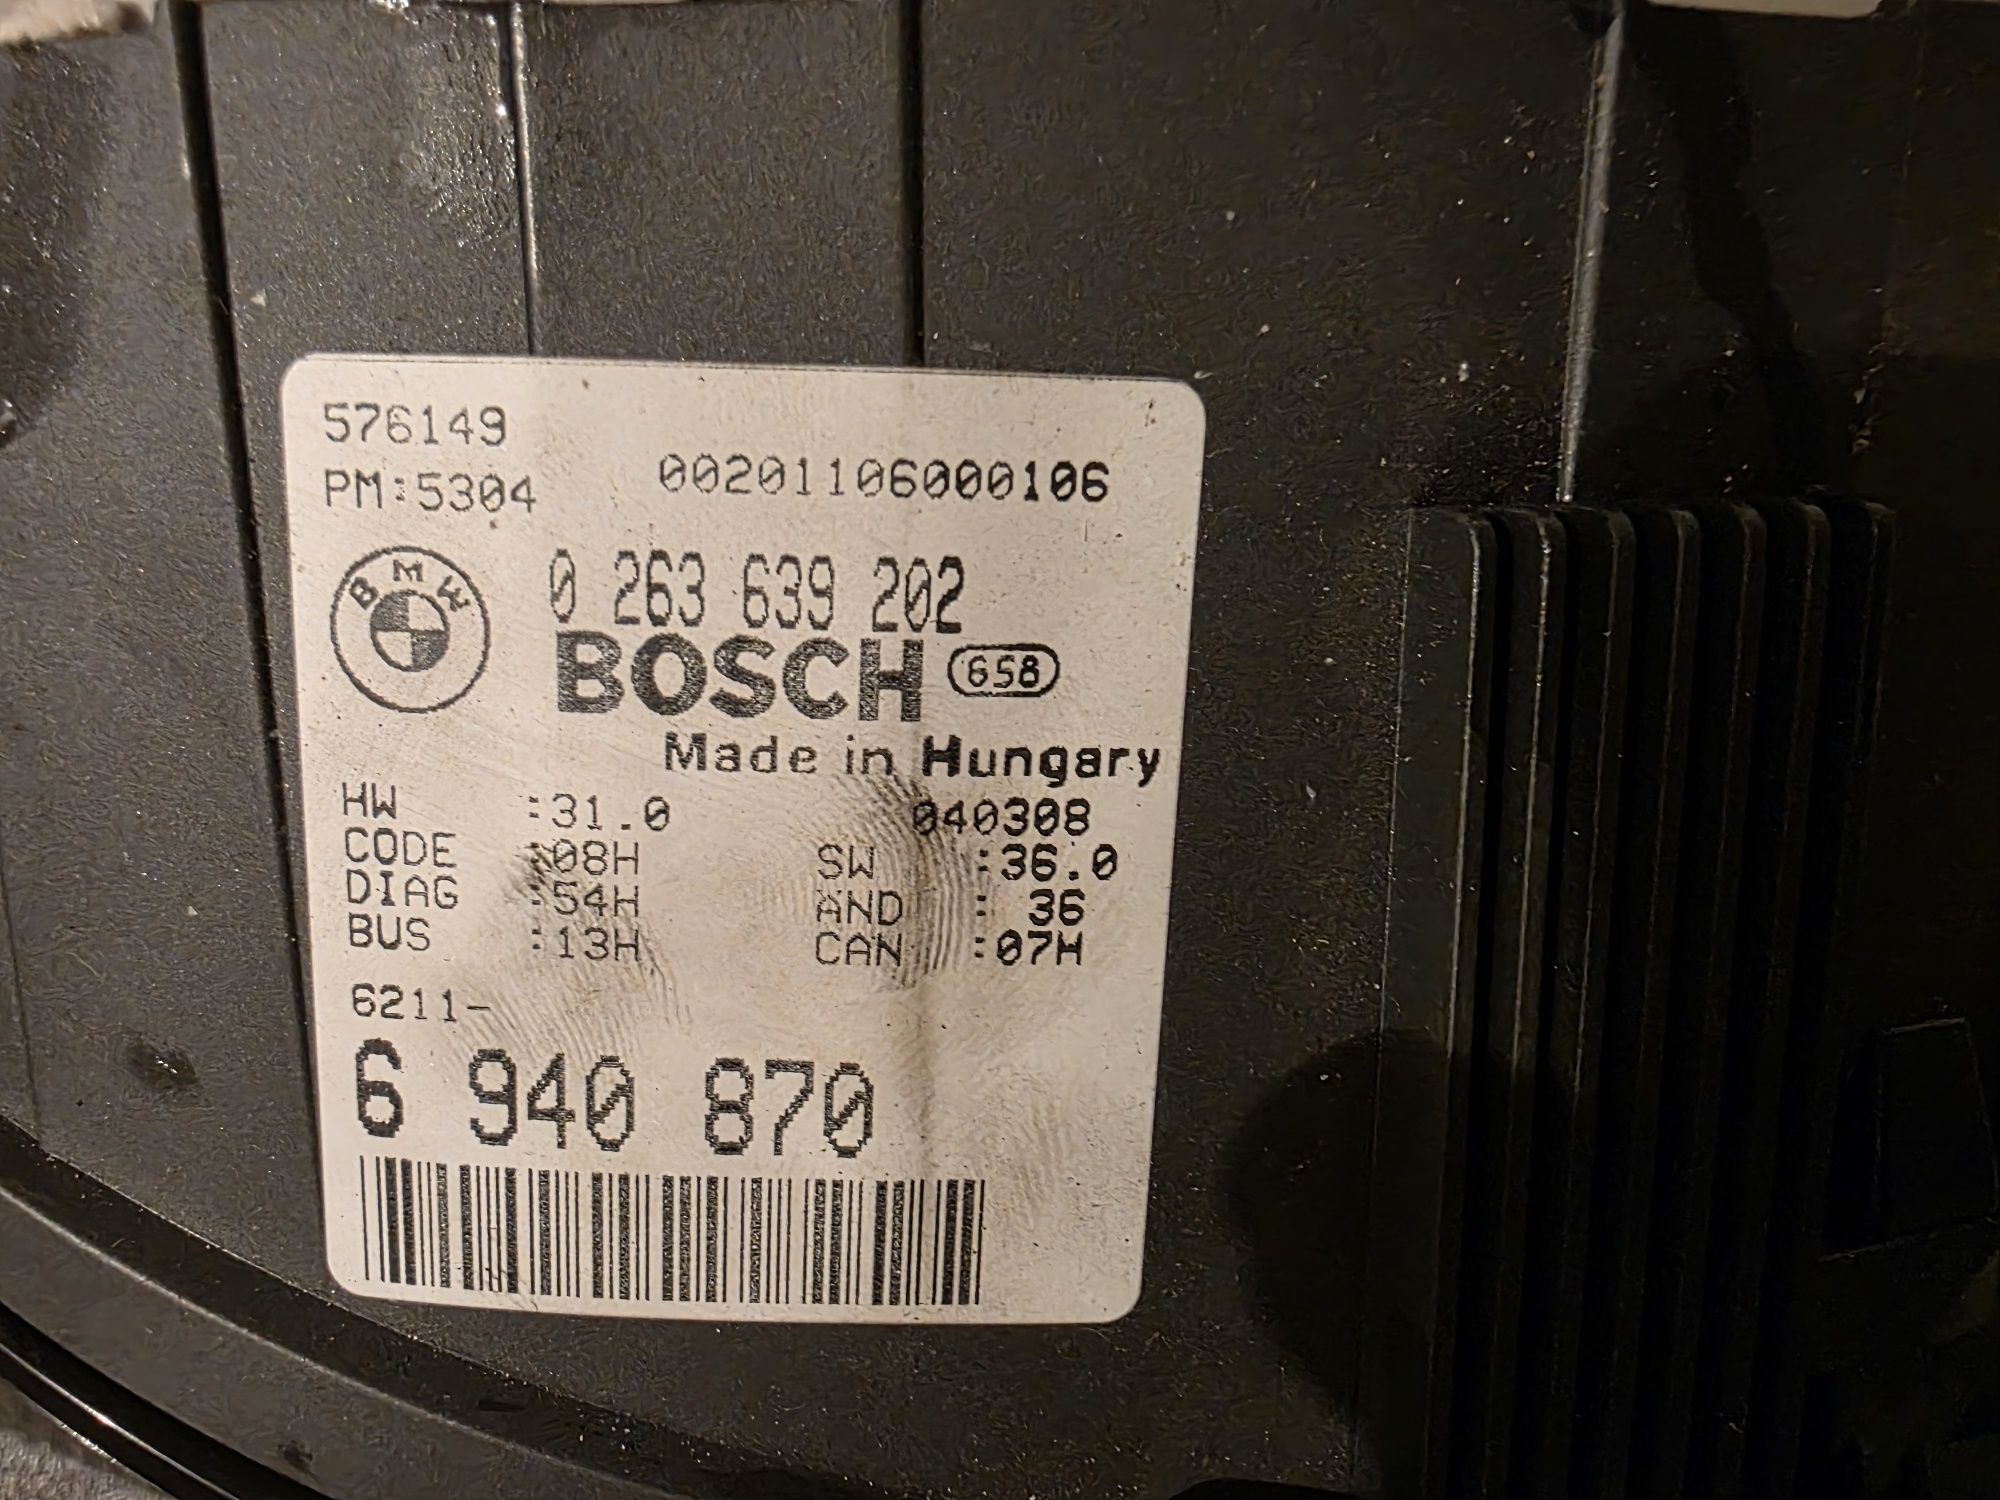 576149
PM:5304 00201106000106
BMW
0 263 639 202
BOSCH 658
Made in Hungary
HW :31.0 040308
CODE :08H SW :36.0
DIAG :54H AND : 36
BUS :13H CAN :07H
6211-
6 940 870